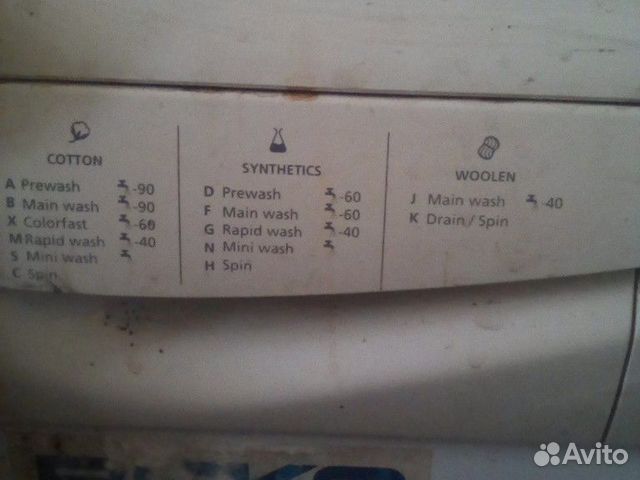 COTTON
A Prewash -90
B Main wash -90
X Colorfast -60
M Rapid wash -40
S Mini wash
C Spin
SYNTHETICS
D Prewash -60
F Main wash -60
G Rapid wash -40
N Mini wash
H Spin
WOOLEN
J Main wash -40
K Drain / Spin
Avito